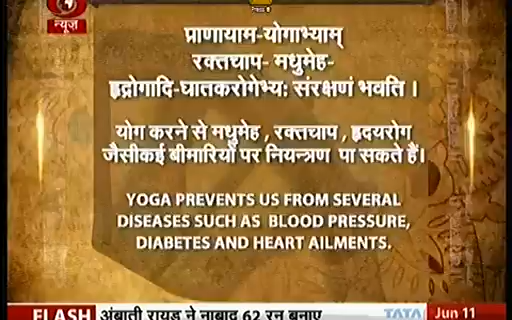 न्यूज़
प्राणायाम-योगाभ्याम्
रक्तचाप- मधुमेह-
हृद्रोगादि-घातकरोगेभ्य: संरक्षणं भवति ।
योग करने से मधुमेह , रक्तचाप , हृदयरोग
जैसीकई बीमारियों पर नियन्त्रण पा सकते हैं।
YOGA PREVENTS US FROM SEVERAL
DISEASES SUCH AS BLOOD PRESSURE,
DIABETES AND HEART AILMENTS.
FLASH अंबाती रायडू ने नाबाद 62 रन बनाए TATA Jun 11